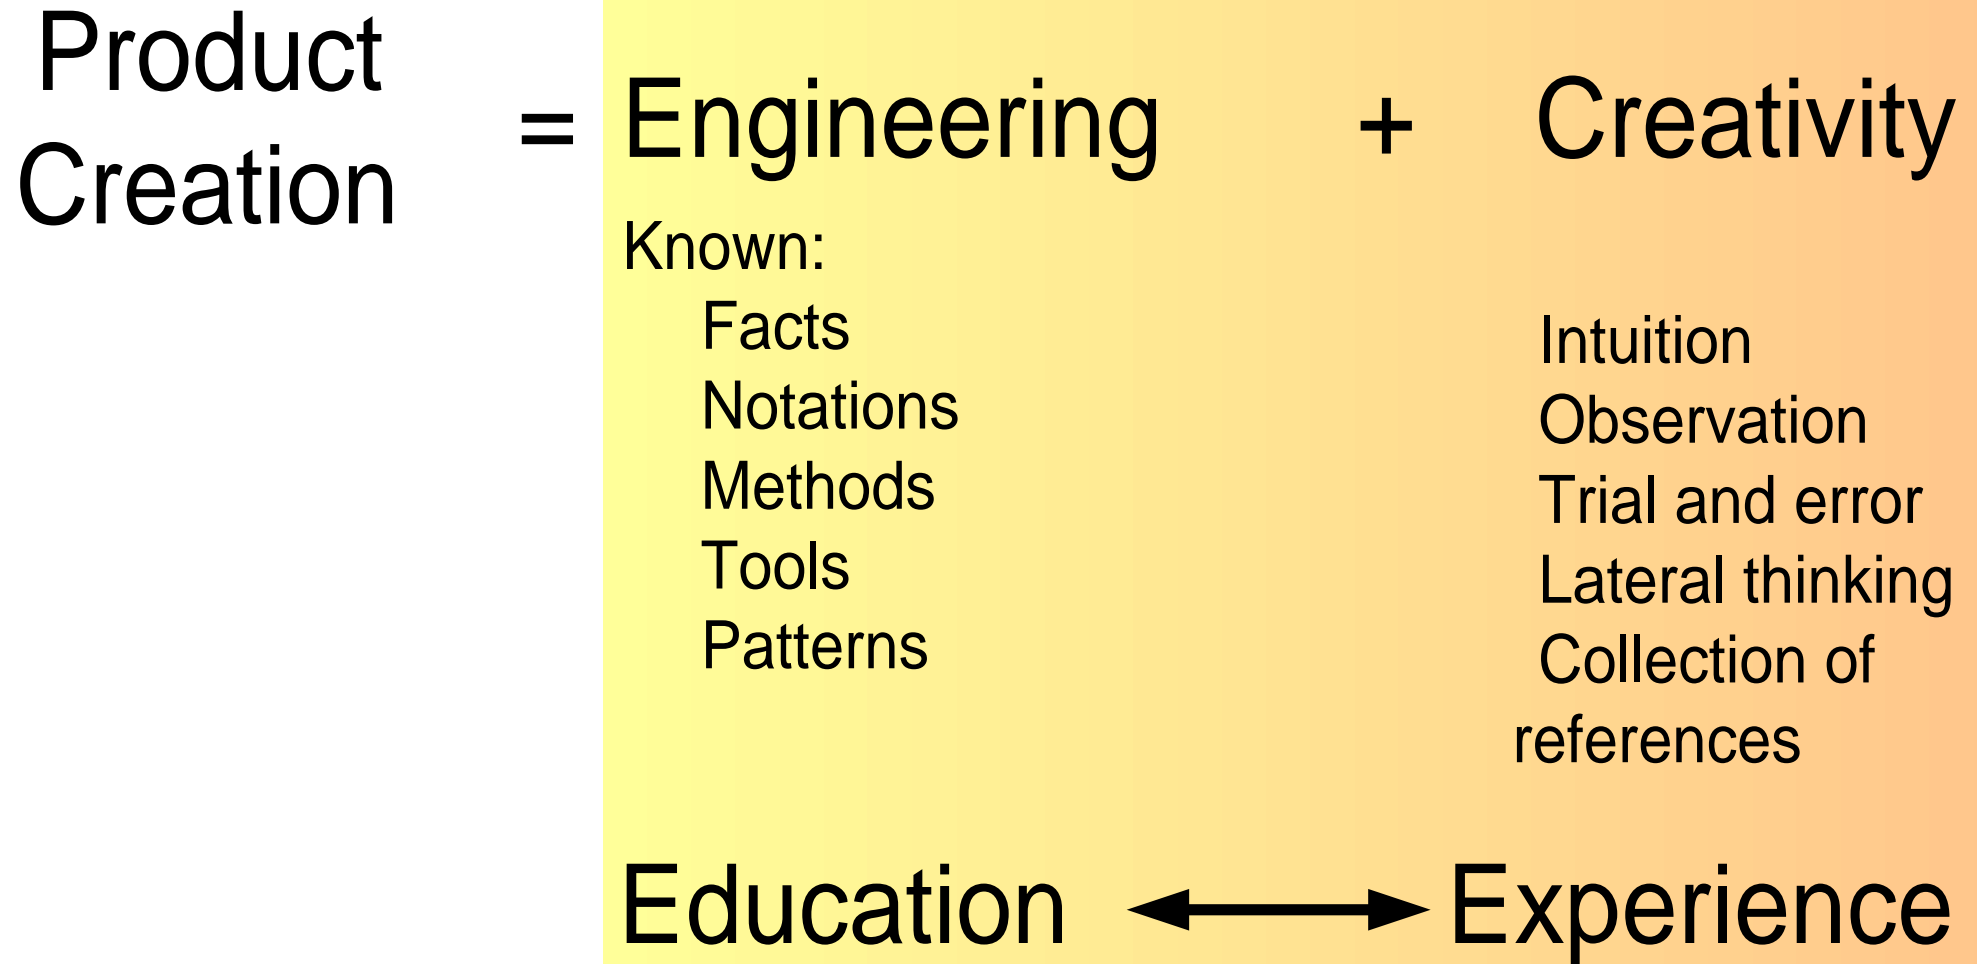 Product
Creation
= Engineering + Creativity
Known:
Facts
Notations
Methods
Tools
Patterns
Intuition
Observation
Trial and error
Lateral thinking
Collection of
references
Education Experience